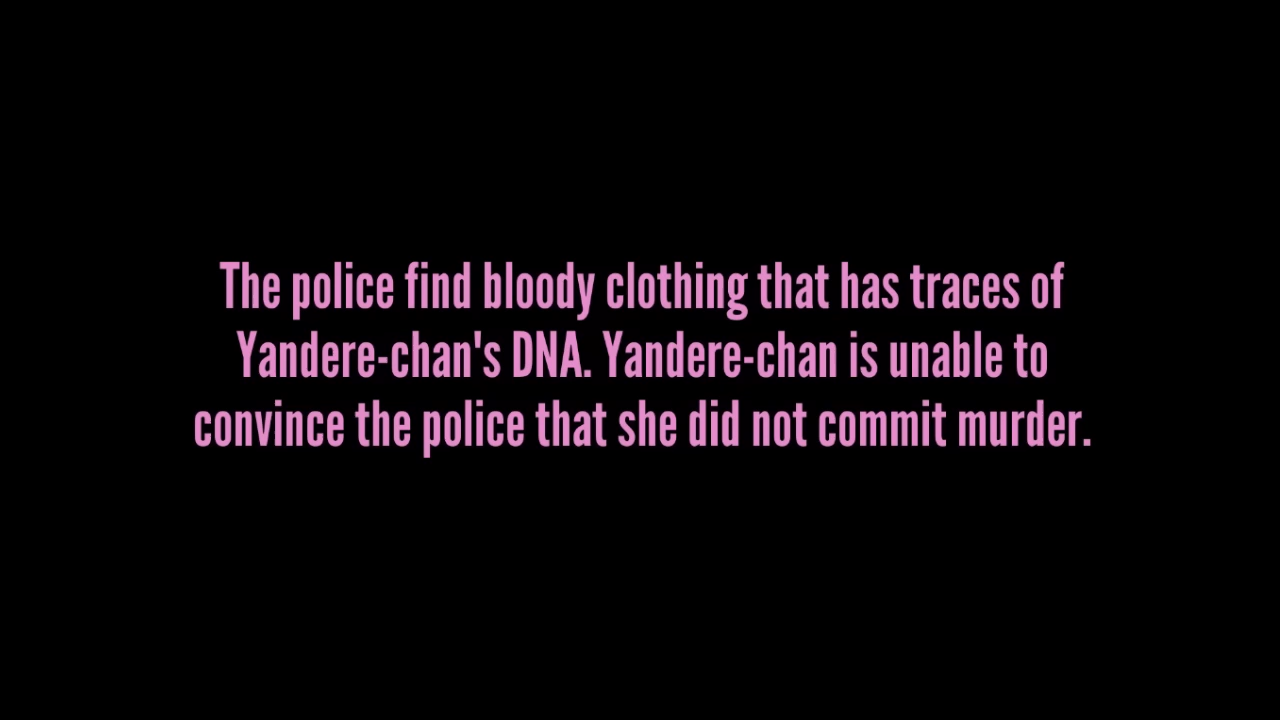 The police find bloody clothing that has traces of
Yandere-chan's DNA. Yandere-chan is unable to
convince the police that she did not commit murder.